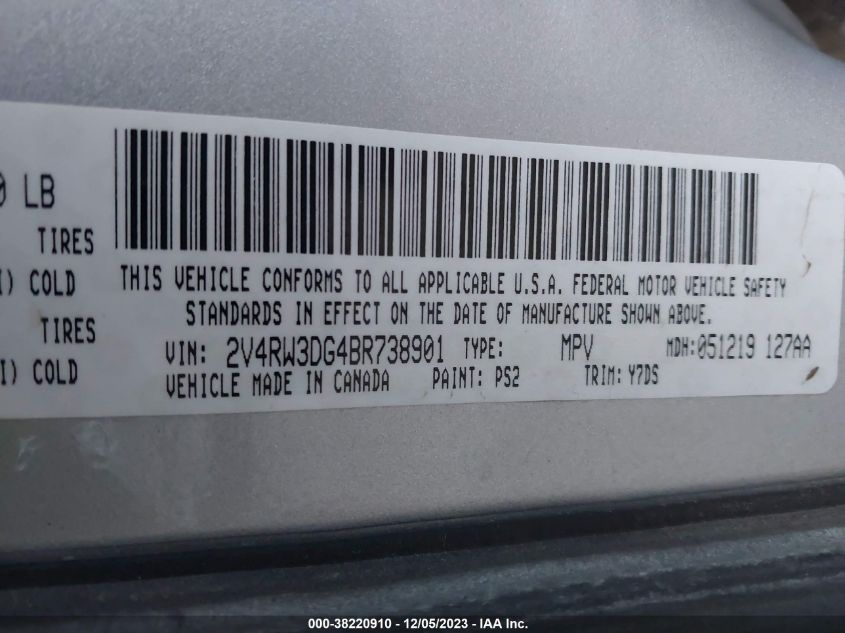 0 LB
TIRES
I) COLD
TIRES
I) COLD
THIS VEHICLE CONFORMS TO ALL APPLICABLE U.S.A. FEDERAL MOTOR VEHICLE SAFETY
STANDARDS IN EFFECT ON THE DATE OF MANUFACTURE SHOWN ABOVE.
VIN: 2V4RW3DG4BR738901 TYPE: MPV MDH: 051219 127AA
VEHICLE MADE IN CANADA PAINT: PS2 TRIM: Y7DS
000-38220910 - 12/05/2023 - IAA Inc.